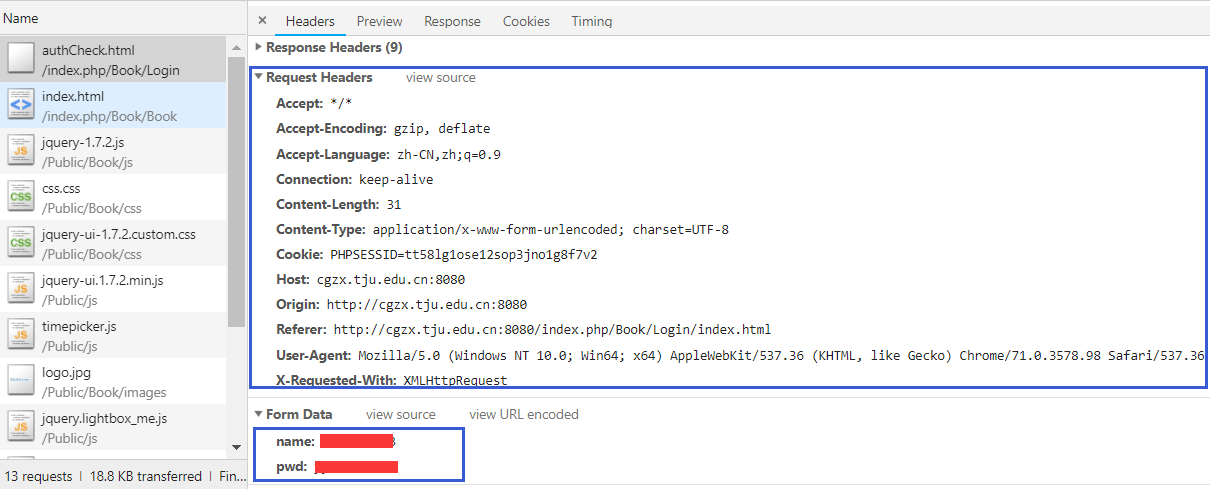 Name
authCheck.html
/index.php/Book/Login
index.html
/index.php/Book/Book
jquery-1.7.2.js
/Public/Book/js
css.css
/Public/Book/css
jquery-ui-1.7.2.custom.css
/Public/Book/css
jquery-ui.1.7.2.min.js
/Public/js
timepicker.js
/Public/js
logo.jpg
/Public/Book/images
jquery.lightbox_me.js
/Public/js
13 requests | 18.8 KB transferred | Fin...
× Headers Preview Response Cookies Timing
Response Headers (9)
Request Headers view source
Accept: */*
Accept-Encoding: gzip, deflate
Accept-Language: zh-CN,zh;q=0.9
Connection: keep-alive
Content-Length: 31
Content-Type: application/x-www-form-urlencoded; charset=UTF-8
Cookie: PHPSESSID=tt58lg1ose12sop3jno1g8f7v2
Host: cgzx.tju.edu.cn:8080
Origin: http://cgzx.tju.edu.cn:8080
Referer: http://cgzx.tju.edu.cn:8080/index.php/Book/Login/index.html
User-Agent: Mozilla/5.0 (Windows NT 10.0; Win64; x64) AppleWebKit/537.36 (KHTML, like Gecko) Chrome/71.0.3578.98 Safari/537.36
X-Requested-With: XMLHttpRequest
Form Data view source view URL encoded
name:
pwd: